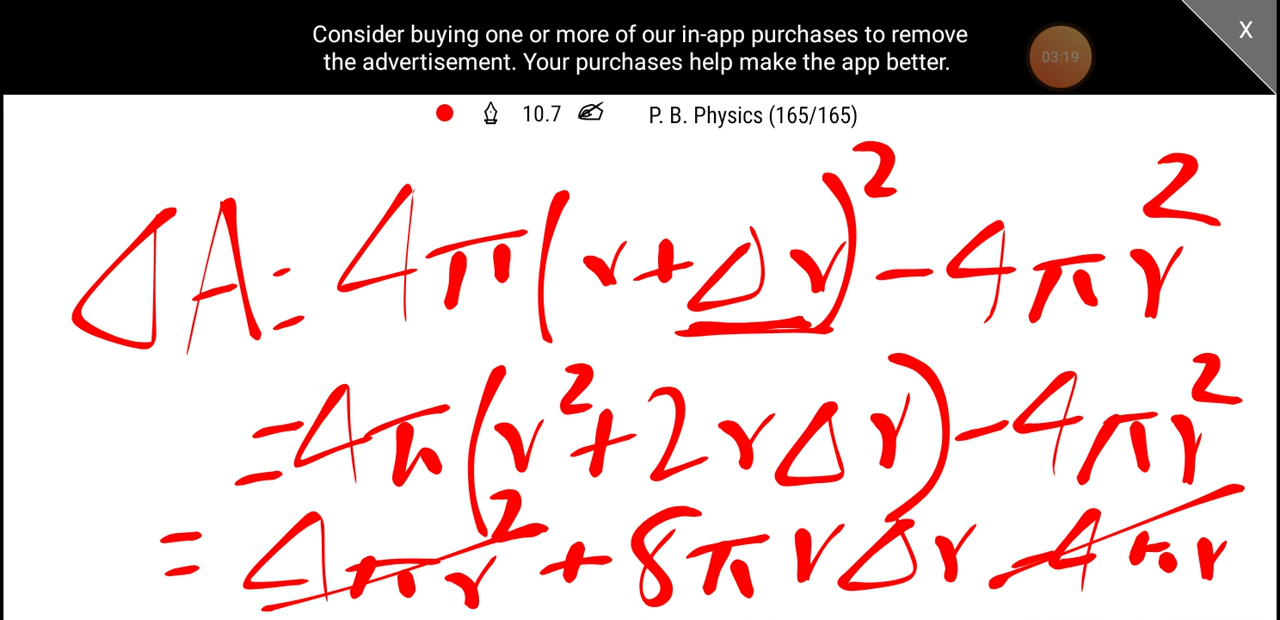 Consider buying one or more of our in-app purchases to remove
the advertisement. Your purchases help make the app better.
03:19
X
10.7 P. B. Physics (165/165)
ΔA= 4π(r+Δr)²-4πr²
=4π(r²+2rΔr)-4πr²
= 4πr²+8πrΔr-4πr